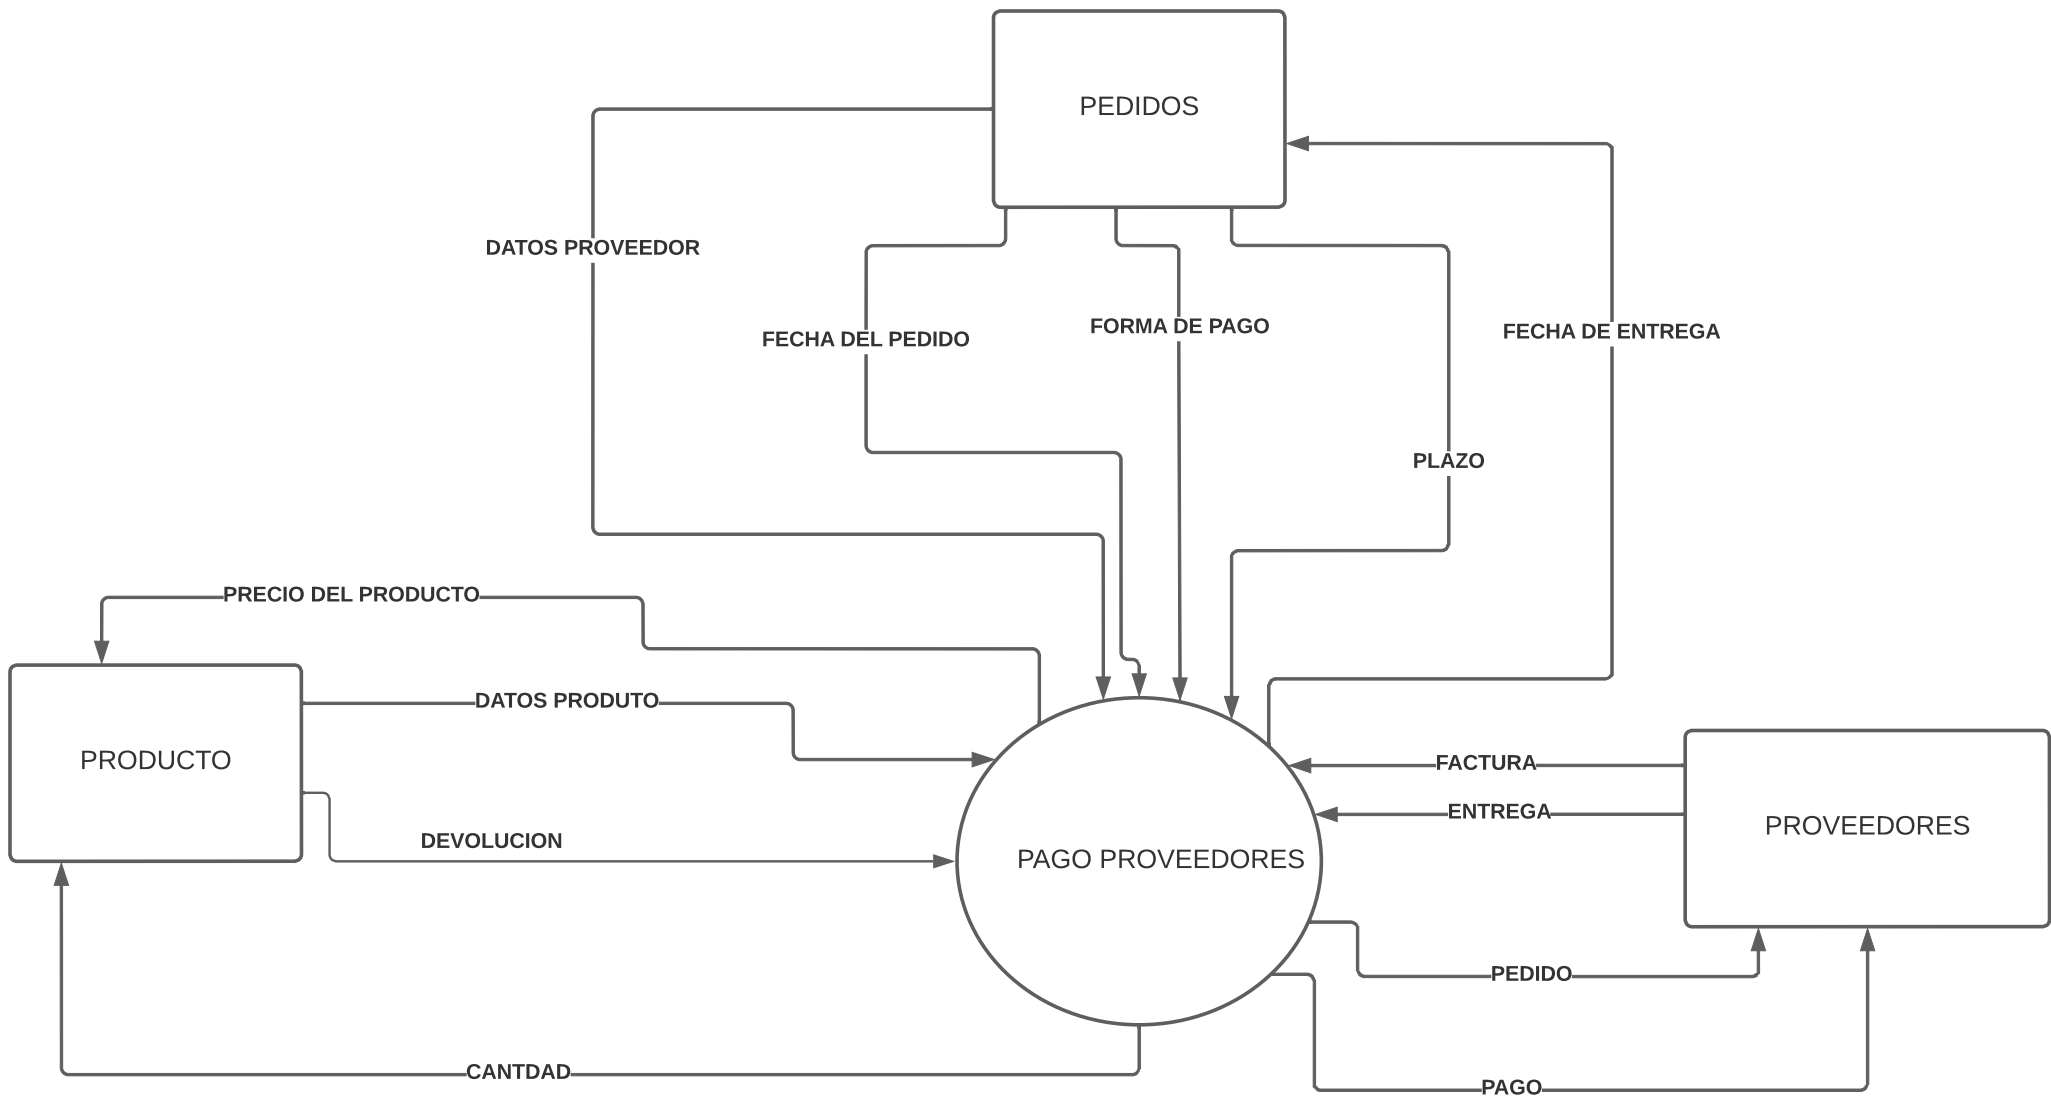 PEDIDOS
DATOS PROVEEDOR
FECHA DEL PEDIDO
FORMA DE PAGO
FECHA DE ENTREGA
PLAZO
PRECIO DEL PRODUCTO
DATOS PRODUTO
PRODUCTO
DEVOLUCION
PAGO PROVEEDORES
FACTURA
ENTREGA
PROVEEDORES
PEDIDO
CANTDAD
PAGO